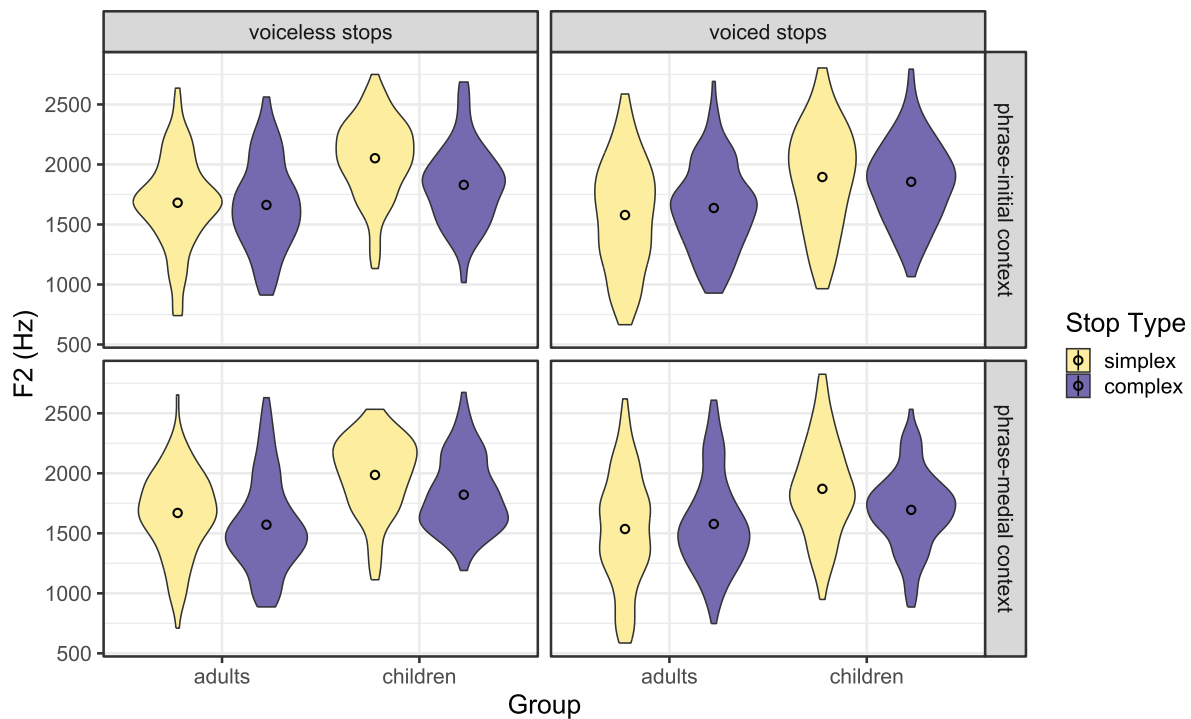 voiceless stops
voiced stops
2500
2000
1500
1000
500
phrase-initial context
F2 (Hz)
2500
2000
1500
1000
500
phrase-medial context
adults
children
adults
children
Group
Stop Type
simplex
complex